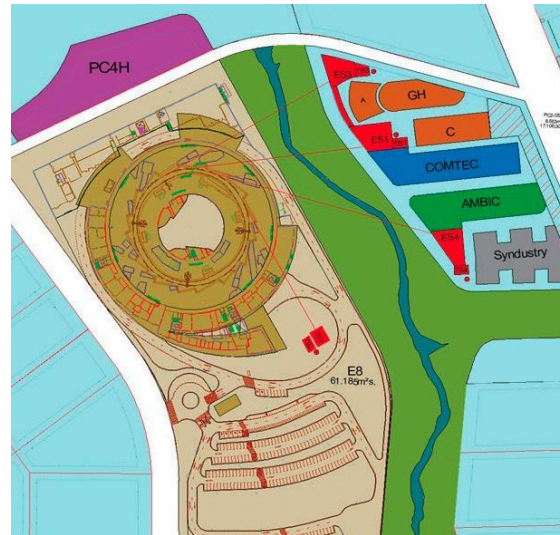 PC4H
ES3
A
GH
C
ES1
COMTEC
AMBIC
ES4
Syndustry
E8
61.185m²s.